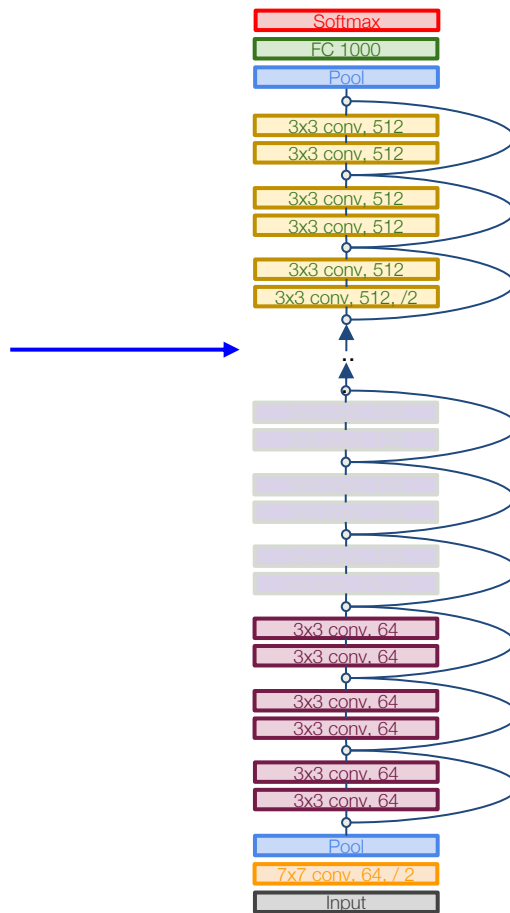 Softmax
FC 1000
Pool
3x3 conv, 512
3x3 conv, 512
3x3 conv, 512
3x3 conv, 512
3x3 conv, 512
3x3 conv, 512, /2
..
.
3x3 conv, 64
3x3 conv, 64
3x3 conv, 64
3x3 conv, 64
3x3 conv, 64
3x3 conv, 64
Pool
7x7 conv, 64, / 2
Input